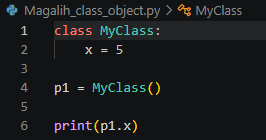 Magalih_class_object.py > MyClass
1 class MyClass:
2     x = 5
3
4 p1 = MyClass()
5
6 print(p1.x)